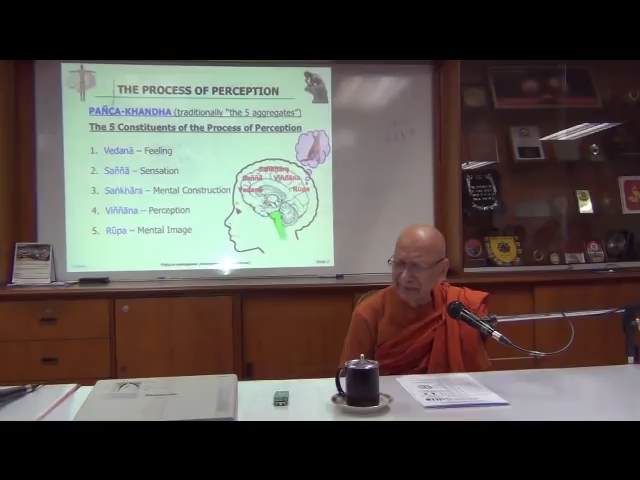 THE PROCESS OF PERCEPTION
PAÑCA-KHANDHA (traditionally "the 5 aggregates")
The 5 Constituents of the Process of Perception
1. Vedanā – Feeling
2. Saññā – Sensation
3. Saṅkhāra – Mental Construction
4. Viññāna – Perception
5. Rūpa – Mental Image
Saṅkhāra
Saññā Viññāna
Vedanā Rūpa